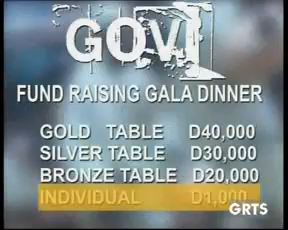 GOVI
FUND RAISING GALA DINNER
GOLD TABLE D40,000
SILVER TABLE D30,000
BRONZE TABLE D20,000
INDIVIDUAL D1,000
GRTS